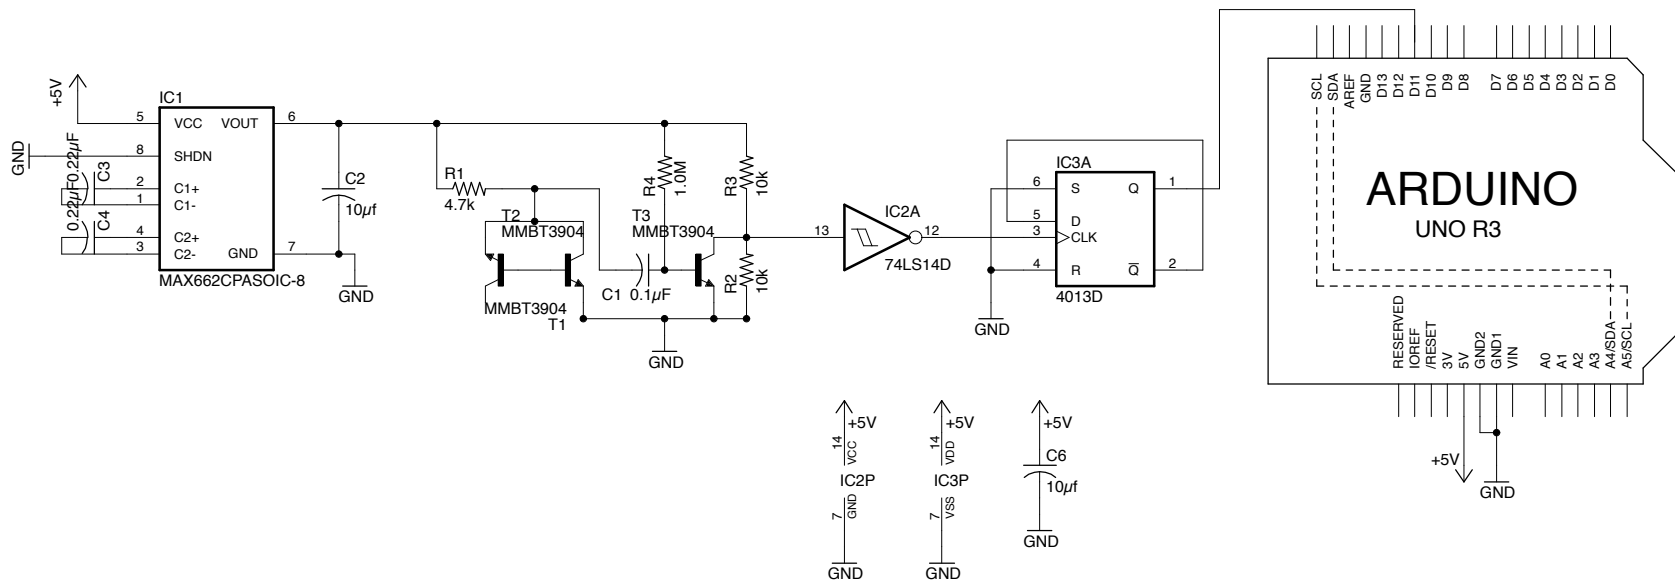 IC1
+5V
5
VCC
VOUT
6
GND
8
SHDN
0.22µF
C3
2
C1+
1
C1-
0.22µF
C4
4
C2+
3
C2-
GND
7
MAX662CPASOIC-8
GND
C2
10µf
R1
4.7k
T2
MMBT3904
MMBT3904
T1
C1
0.1µF
R4
1.0M
T3
MMBT3904
R3
10k
R2
10k
GND
13
IC2A
12
74LS14D
IC3A
6
S
Q
1
5
D
3
CLK
4
R
Q
2
4013D
GND
SCL
SDA
AREF
GND
D13
D12
D11
D10
D9
D8
D7
D6
D5
D4
D3
D2
D1
D0
ARDUINO
UNO R3
RESERVED
IOREF
/RESET
3V
5V
GND2
GND1
VIN
A0
A1
A2
A3
A4/SDA
A5/SCL
+5V
GND
+5V
14
VCC
IC2P
7
GND
GND
+5V
14
VDD
IC3P
7
VSS
GND
+5V
C6
10µf
GND